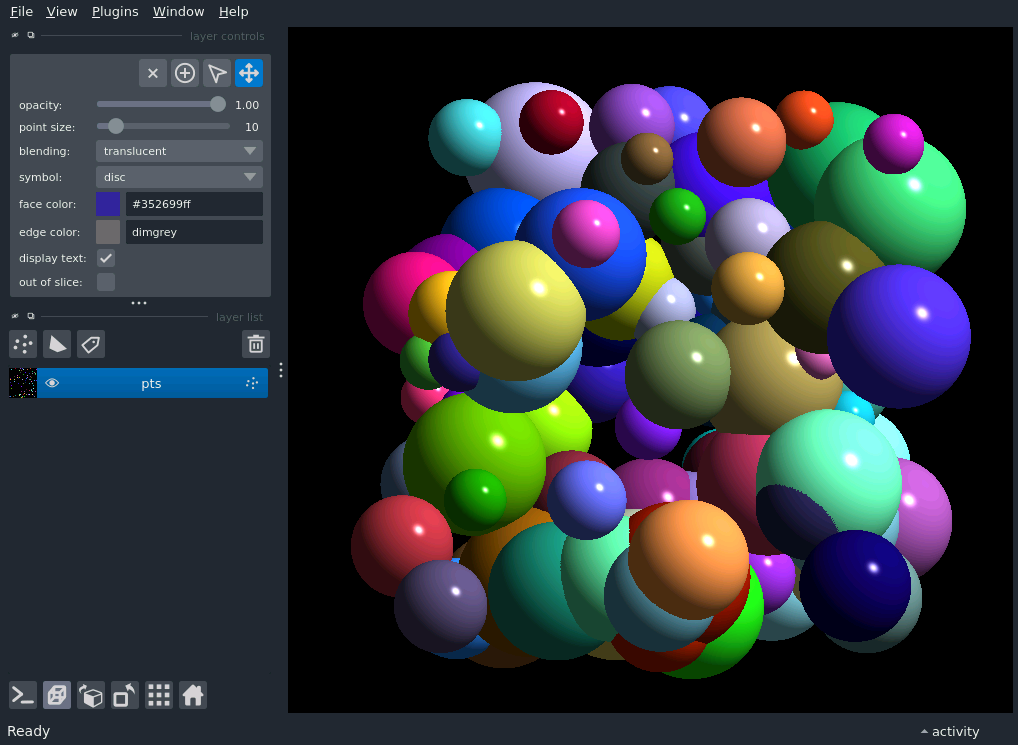 File View Plugins Window Help
layer controls
opacity: 1.00
point size: 10
blending: translucent
symbol: disc
face color: #352699ff
edge color: dimgrey
display text:
out of slice:
layer list
pts
Ready activity